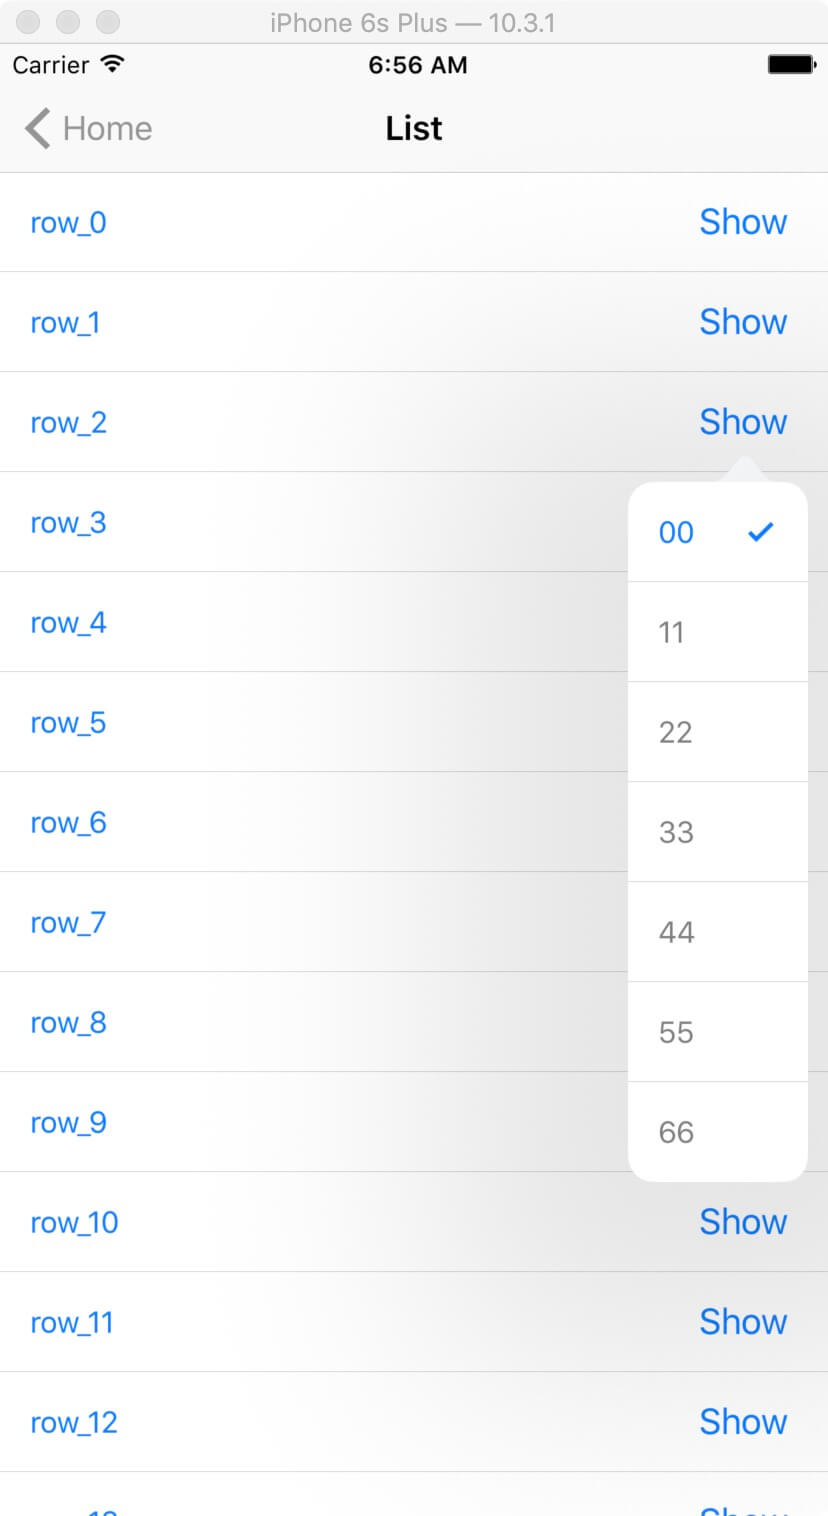 iPhone 6s Plus — 10.3.1
Carrier 6:56 AM
Home List
row_0 Show
row_1 Show
row_2 Show
row_3
00
row_4
11
row_5
22
row_6
33
row_7
44
row_8
55
row_9
66
row_10 Show
row_11 Show
row_12 Show